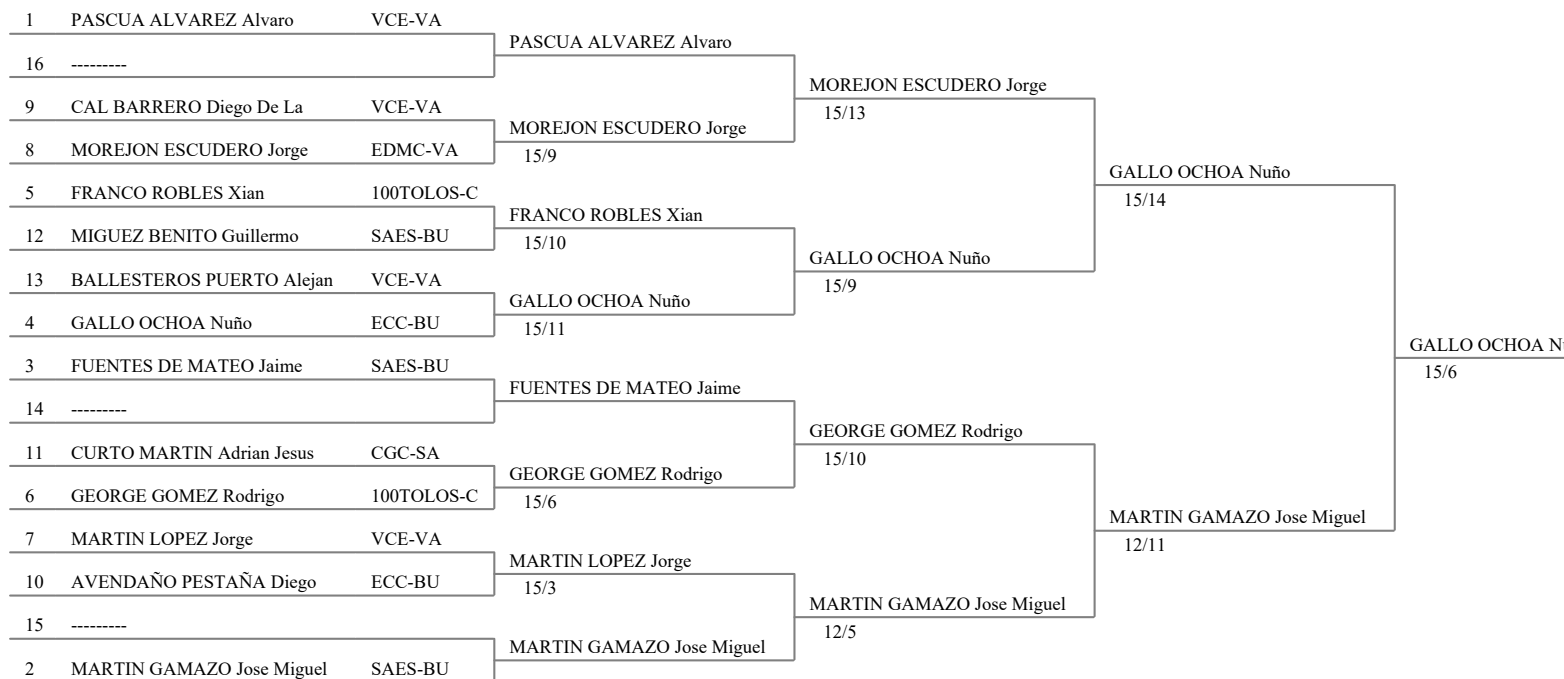 1 PASCUA ALVAREZ Alvaro VCE-VA
PASCUA ALVAREZ Alvaro
16 ---------
MOREJON ESCUDERO Jorge
15/13
9 CAL BARRERO Diego De La VCE-VA
MOREJON ESCUDERO Jorge
15/9
8 MOREJON ESCUDERO Jorge EDMC-VA
GALLO OCHOA Nuño
15/14
5 FRANCO ROBLES Xian 100TOLOS-C
FRANCO ROBLES Xian
15/10
12 MIGUEZ BENITO Guillermo SAES-BU
GALLO OCHOA Nuño
15/9
13 BALLESTEROS PUERTO Alejan VCE-VA
GALLO OCHOA Nuño
15/11
4 GALLO OCHOA Nuño ECC-BU
GALLO OCHOA
15/6
3 FUENTES DE MATEO Jaime SAES-BU
FUENTES DE MATEO Jaime
14 ---------
GEORGE GOMEZ Rodrigo
15/10
11 CURTO MARTIN Adrian Jesus CGC-SA
GEORGE GOMEZ Rodrigo
15/6
6 GEORGE GOMEZ Rodrigo 100TOLOS-C
MARTIN GAMAZO Jose Miguel
12/11
7 MARTIN LOPEZ Jorge VCE-VA
MARTIN LOPEZ Jorge
15/3
10 AVENDAÑO PESTAÑA Diego ECC-BU
MARTIN GAMAZO Jose Miguel
12/5
15 ---------
MARTIN GAMAZO Jose Miguel
2 MARTIN GAMAZO Jose Miguel SAES-BU